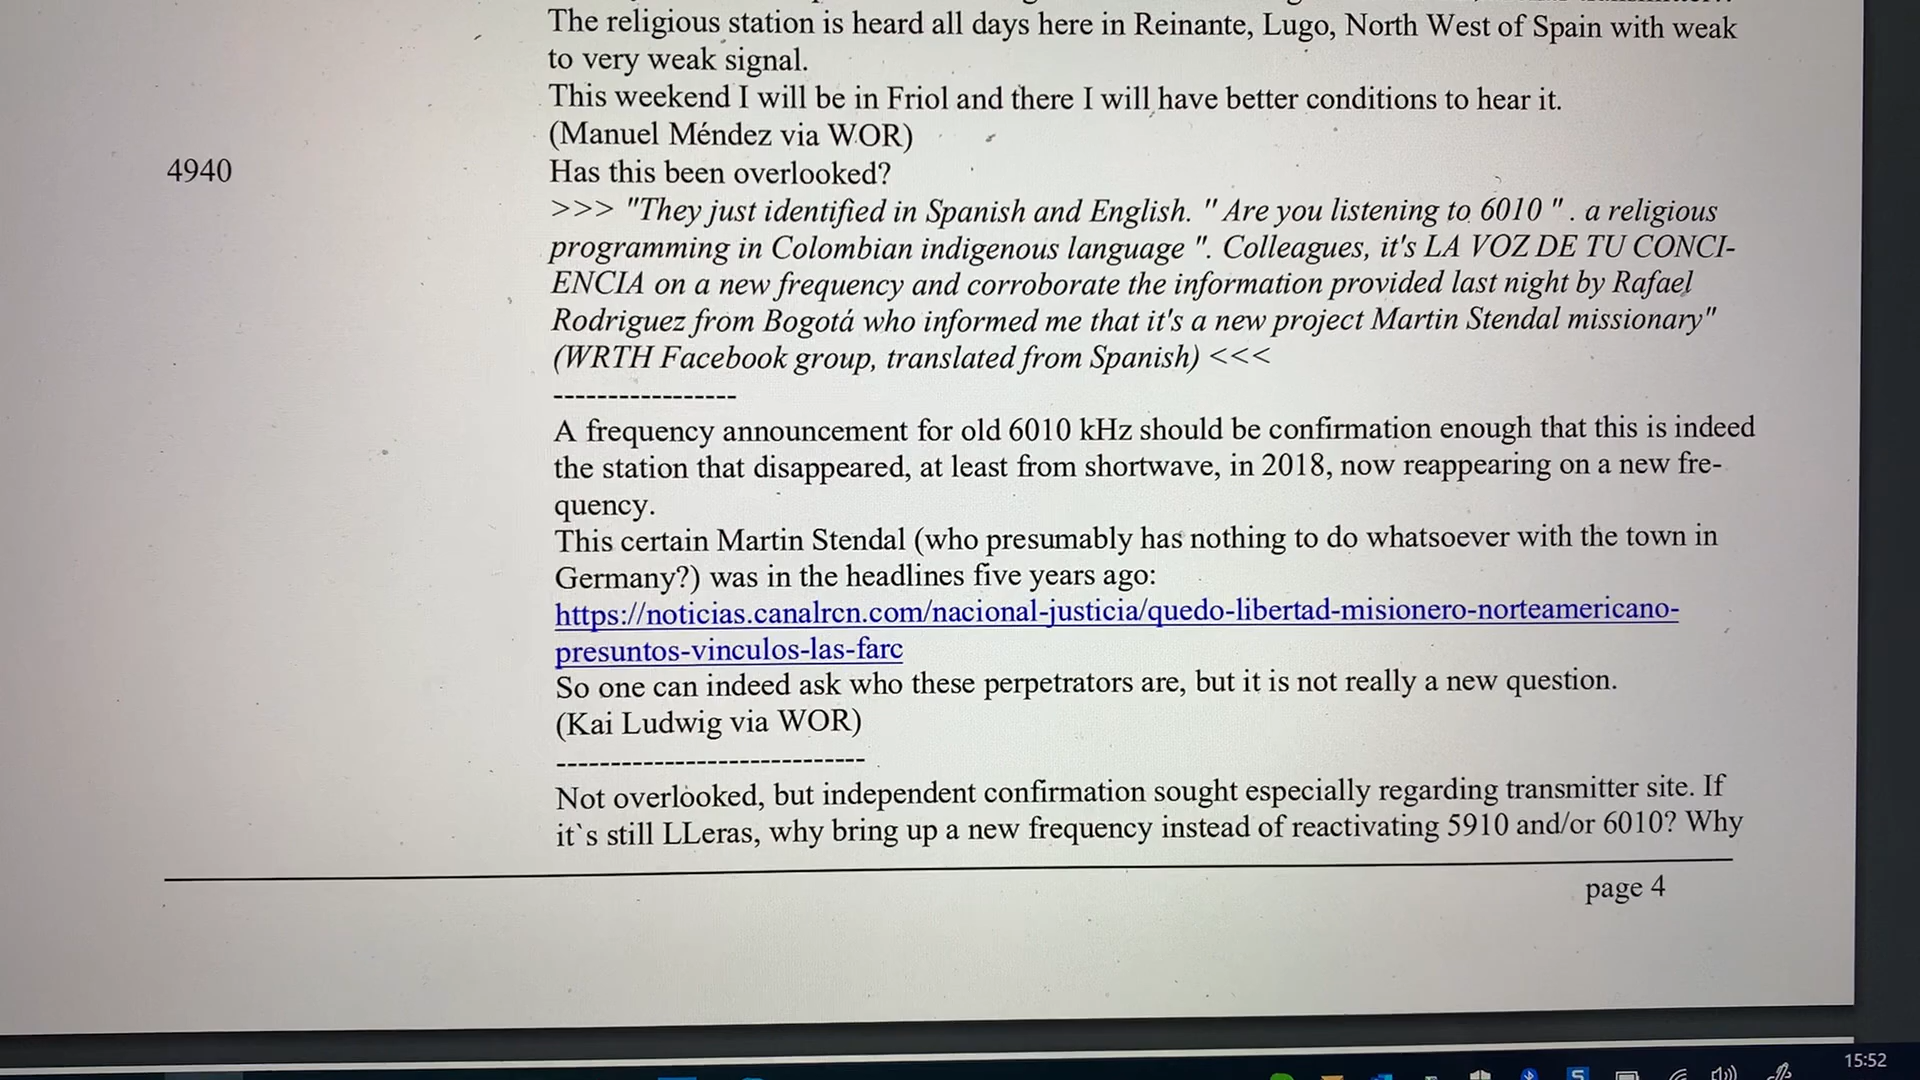 The religious station is heard all days here in Reinante, Lugo, North West of Spain with weak
to very weak signal.
This weekend I will be in Friol and there I will have better conditions to hear it.
(Manuel Méndez via WOR)
4940
Has this been overlooked?
>>> "They just identified in Spanish and English. " Are you listening to 6010 " . a religious
programming in Colombian indigenous language ". Colleagues, it's LA VOZ DE TU CONCI-
ENCIA on a new frequency and corroborate the information provided last night by Rafael
Rodriguez from Bogotá who informed me that it's a new project Martin Stendal missionary"
(WRTH Facebook group, translated from Spanish) <<<
-----------------
A frequency announcement for old 6010 kHz should be confirmation enough that this is indeed
the station that disappeared, at least from shortwave, in 2018, now reappearing on a new fre-
quency.
This certain Martin Stendal (who presumably has nothing to do whatsoever with the town in
Germany?) was in the headlines five years ago:
https://noticias.canalrcn.com/nacional-justicia/quedo-libertad-misionero-norteamericano-
presuntos-vinculos-las-farc
So one can indeed ask who these perpetrators are, but it is not really a new question.
(Kai Ludwig via WOR)
----------------------------
Not overlooked, but independent confirmation sought especially regarding transmitter site. If
it`s still LLeras, why bring up a new frequency instead of reactivating 5910 and/or 6010? Why
page 4
15:52